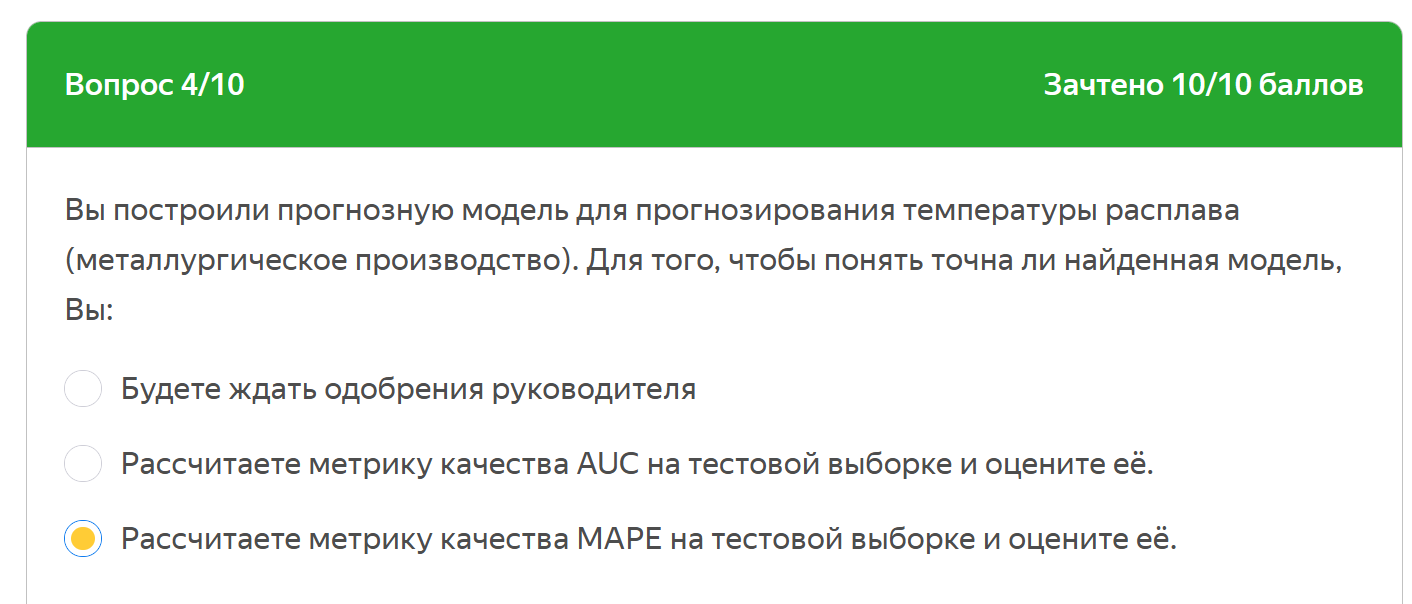 Вопрос 4/10
Зачтено 10/10 баллов
Вы построили прогнозную модель для прогнозирования температуры расплава
(металлургическое производство). Для того, чтобы понять точна ли найденная модель,
Вы:
Будете ждать одобрения руководителя
Рассчитаете метрику качества AUC на тестовой выборке и оцените её.
Рассчитаете метрику качества MAPE на тестовой выборке и оцените её.